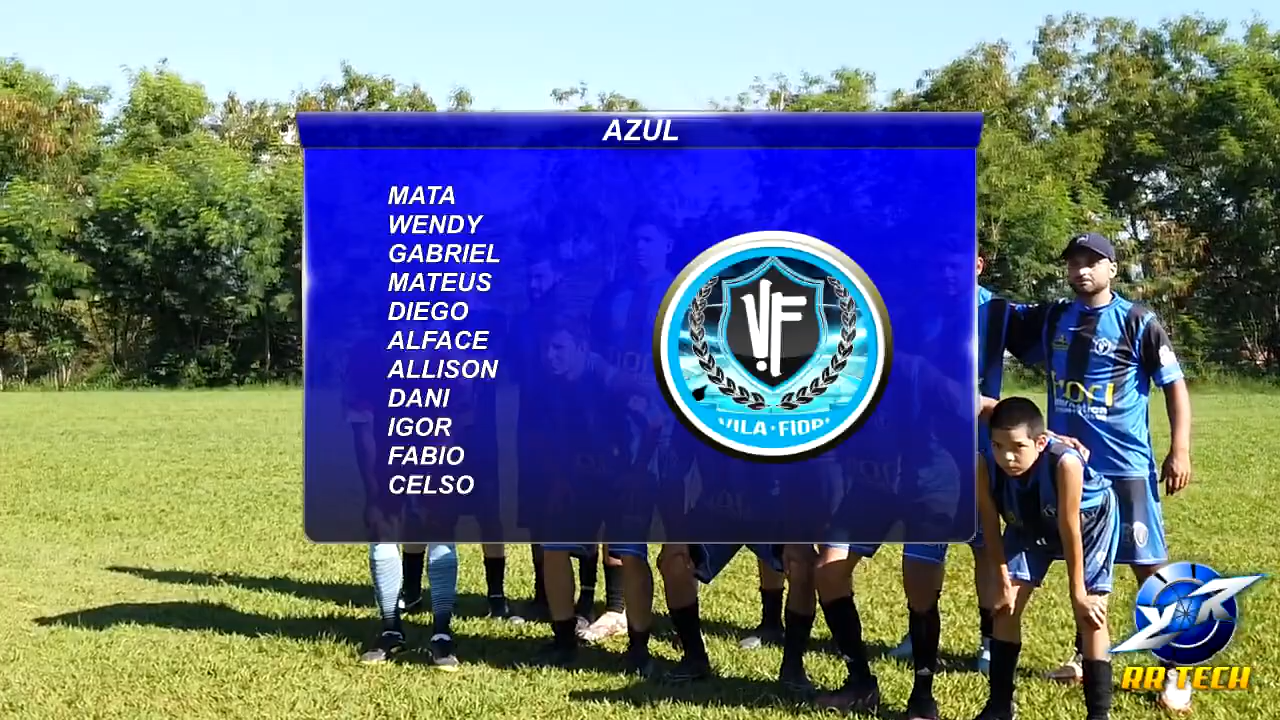 AZUL
MATA
WENDY
GABRIEL
MATEUS
DIEGO
ALFACE
ALLISON
DANI
IGOR
FABIO
CELSO
VF
VILA · FIORI
RR TECH